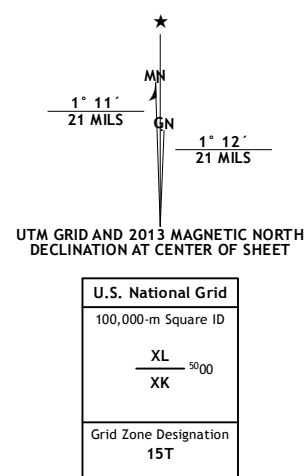 ★
MN
1° 11´
21 MILS
GN
1° 12´
21 MILS
UTM GRID AND 2013 MAGNETIC NORTH
DECLINATION AT CENTER OF SHEET
U.S. National Grid
100,000-m Square ID
XL
5000
XK
Grid Zone Designation
15T